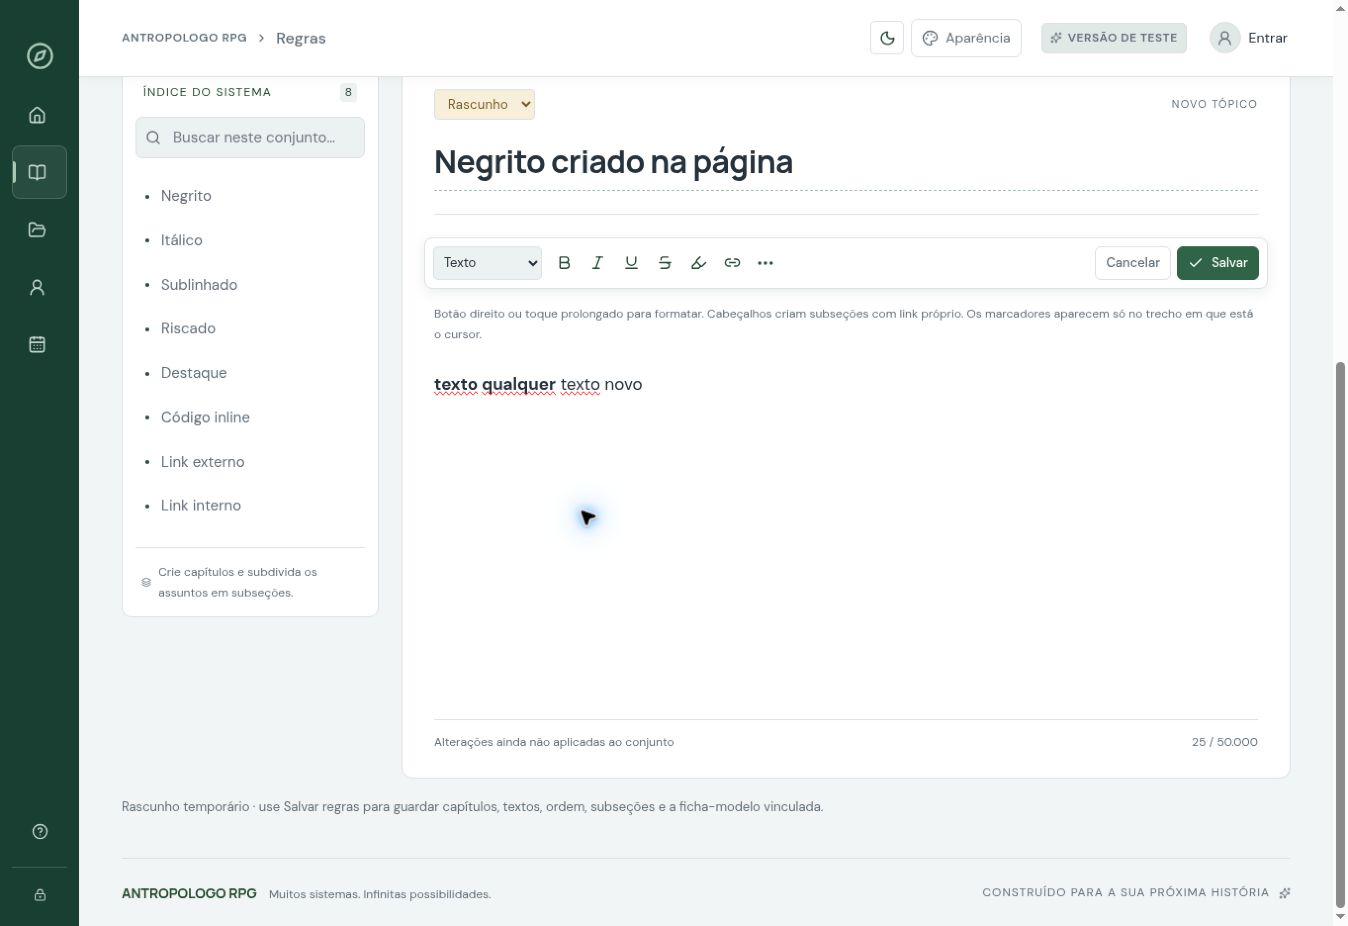 ANTROPOLOGO RPG > Regras
Aparência
VERSÃO DE TESTE
Entrar
ÍNDICE DO SISTEMA 8
Buscar neste conjunto...
• Negrito
• Itálico
• Sublinhado
• Riscado
• Destaque
• Código inline
• Link externo
• Link interno
Crie capítulos e subdivida os
assuntos em subseções.
Rascunho
NOVO TÓPICO
Negrito criado na página
Texto B I U S
Cancelar
Salvar
Botão direito ou toque prolongado para formatar. Cabeçalhos criam subseções com link próprio. Os marcadores aparecem só no trecho em que está
o cursor.
texto qualquer texto novo
Alterações ainda não aplicadas ao conjunto
25 / 50.000
Rascunho temporário · use Salvar regras para guardar capítulos, textos, ordem, subseções e a ficha-modelo vinculada.
ANTROPOLOGO RPG Muitos sistemas. Infinitas possibilidades.
CONSTRUÍDO PARA A SUA PRÓXIMA HISTÓRIA